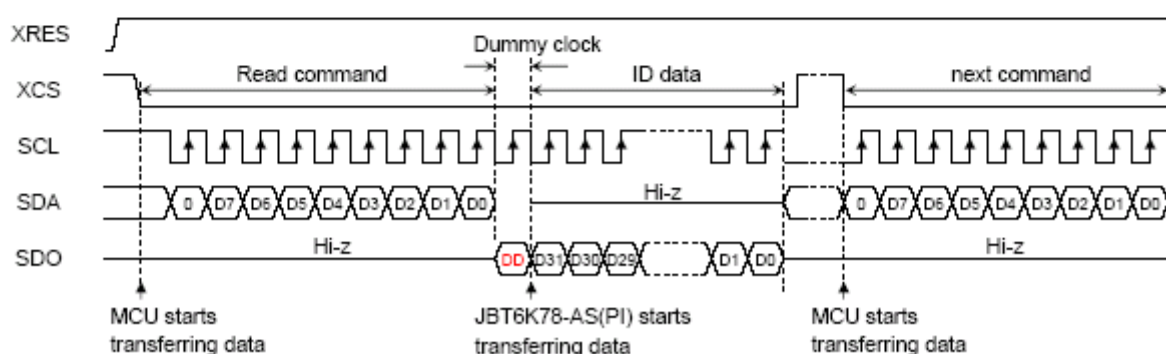 XRES
Dummy clock
XCS Read command ID data next command
SCL
SDA 0 D7 D6 D5 D4 D3 D2 D1 D0 Hi-z 0 D7 D6 D5 D4 D3 D2 D1 D0
SDO Hi-z DD D31 D30 D29 D1 D0 Hi-z
MCU starts JBT6K78-AS(PI) starts MCU starts
transferring data transferring data transferring data